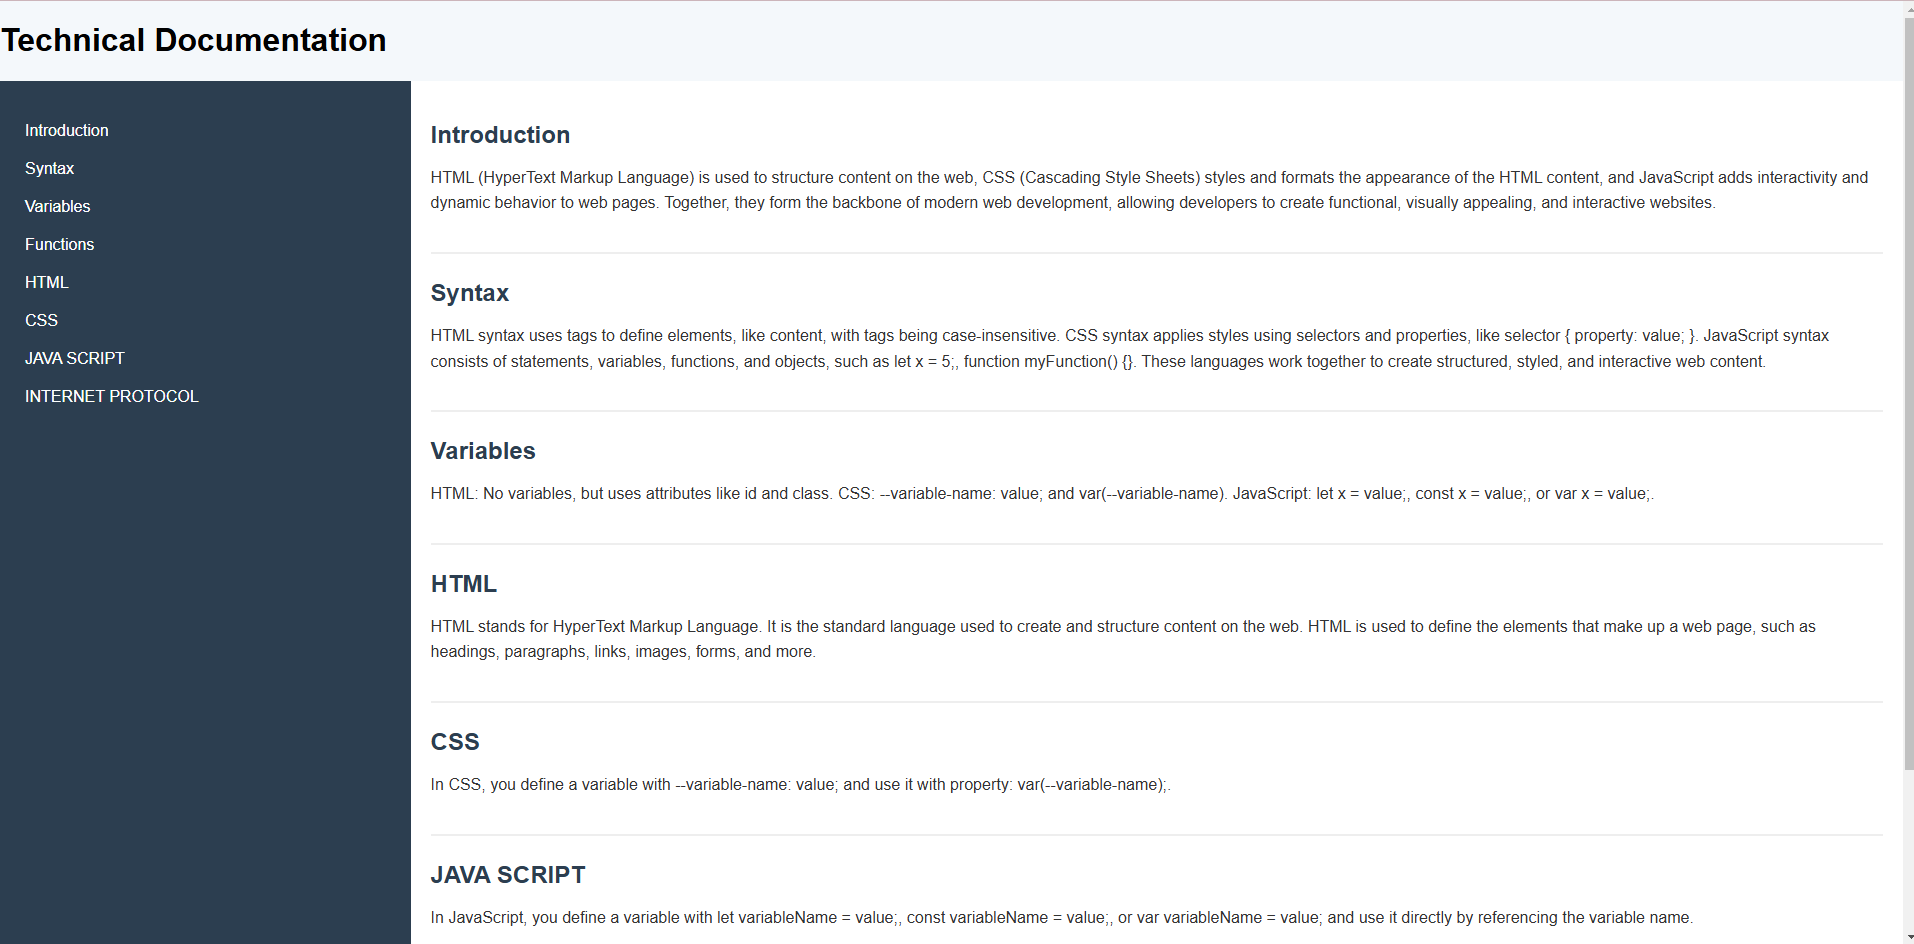 Technical Documentation
Introduction
Syntax
Variables
Functions
HTML
CSS
JAVA SCRIPT
INTERNET PROTOCOL
Introduction
HTML (HyperText Markup Language) is used to structure content on the web, CSS (Cascading Style Sheets) styles and formats the appearance of the HTML content, and JavaScript adds interactivity and
dynamic behavior to web pages. Together, they form the backbone of modern web development, allowing developers to create functional, visually appealing, and interactive websites.
Syntax
HTML syntax uses tags to define elements, like content, with tags being case-insensitive. CSS syntax applies styles using selectors and properties, like selector { property: value; }. JavaScript syntax
consists of statements, variables, functions, and objects, such as let x = 5;, function myFunction() {}. These languages work together to create structured, styled, and interactive web content.
Variables
HTML: No variables, but uses attributes like id and class. CSS: --variable-name: value; and var(--variable-name). JavaScript: let x = value;, const x = value;, or var x = value;.
HTML
HTML stands for HyperText Markup Language. It is the standard language used to create and structure content on the web. HTML is used to define the elements that make up a web page, such as
headings, paragraphs, links, images, forms, and more.
CSS
In CSS, you define a variable with --variable-name: value; and use it with property: var(--variable-name);.
JAVA SCRIPT
In JavaScript, you define a variable with let variableName = value;, const variableName = value;, or var variableName = value; and use it directly by referencing the variable name.